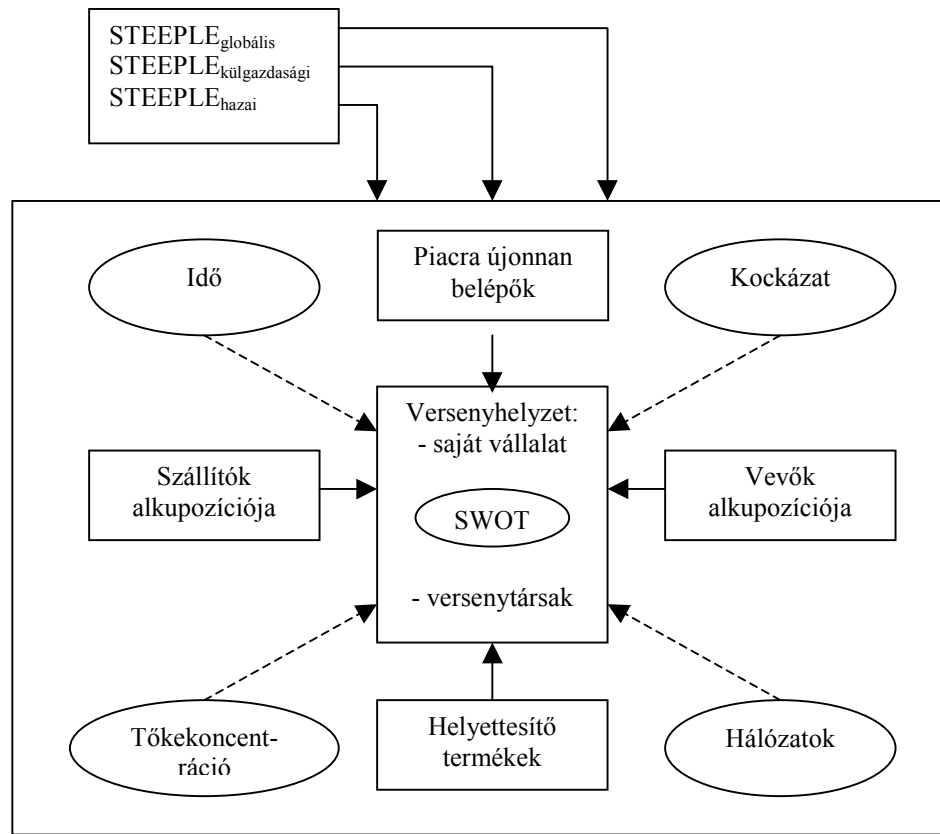 STEEPLEglobális
STEEPLEkülgazdasági
STEEPLEhazai
Idő
Piacra újonnan
belépők
Kockázat
Versenyhelyzet:
- saját vállalat
Szállítók
alkupozíciója
SWOT
Vevők
alkupozíciója
- versenytársak
Tőkekoncent-
ráció
Helyettesítő
termékek
Hálózatok